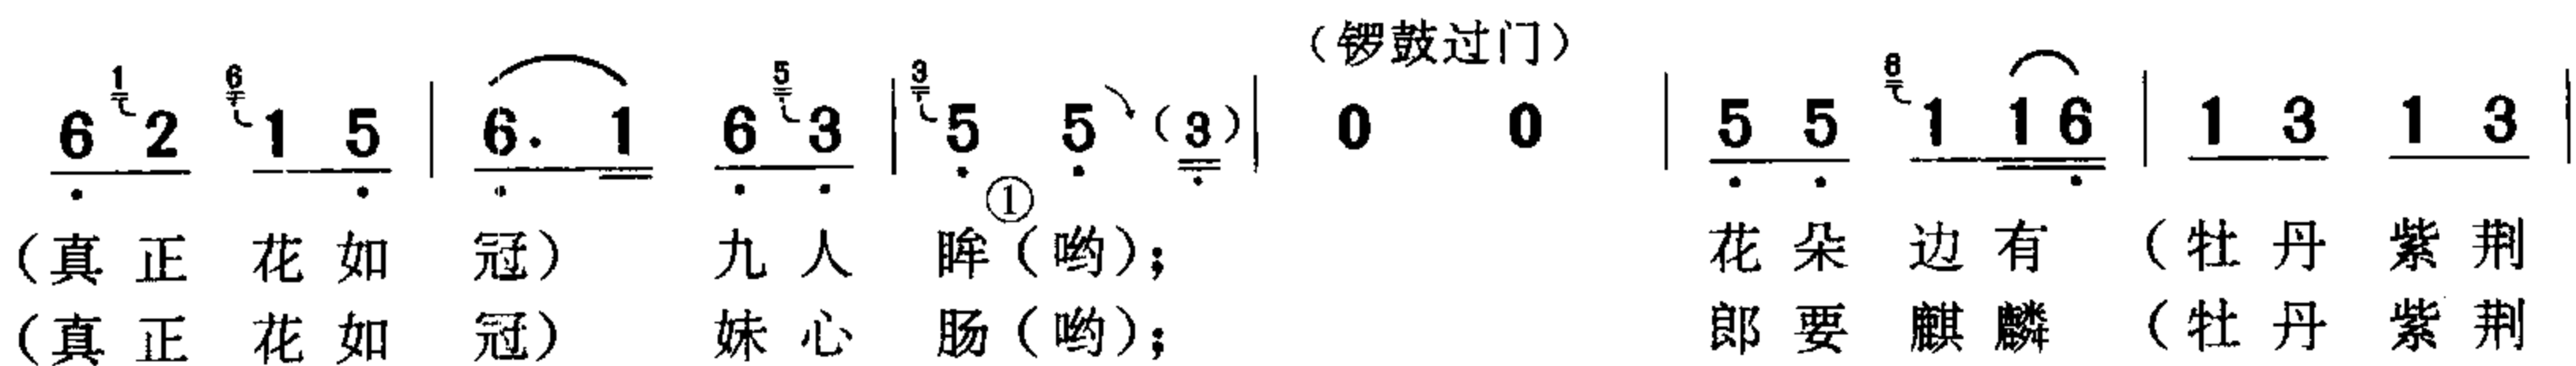 （锣鼓过门）
6 2 1 5 | 6. 1 6 3 | 5 5 （3） | 0 0 | 5 5 1 1 6 | 1 3 1 3 |
①
（真正花如冠）九人眸（哟）； 花朵边有（牡丹紫荆
（真正花如冠）妹心肠（哟）； 郎要麒麟（牡丹紫荆